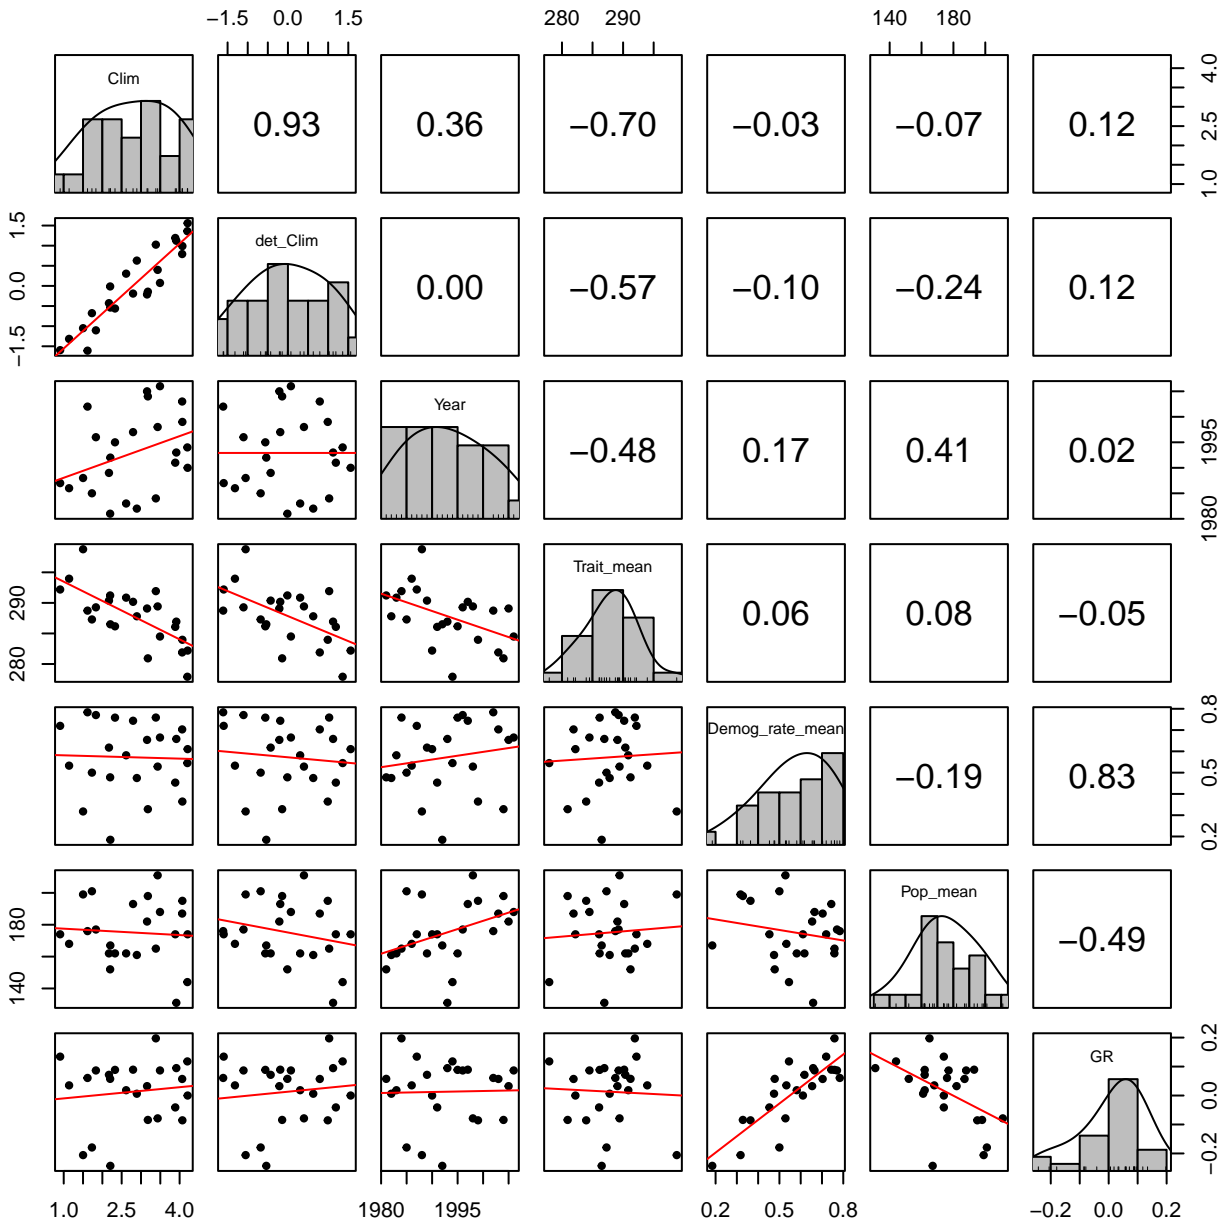 −1.5 0.0 1.5 280 290 140 180
Clim 0.93 0.36 −0.70 −0.03 −0.07 0.12 1.0 2.5 4.0
−1.5 0.0 1.5 det_Clim 0.00 −0.57 −0.10 −0.24 0.12
Year −0.48 0.17 0.41 0.02 1980 1995
280 290 Trait_mean 0.06 0.08 −0.05
Demog_rate_mean −0.19 0.83 0.2 0.5 0.8
140 180 Pop_mean −0.49
GR −0.2 0.0 0.2
1.0 2.5 4.0 1980 1995 0.2 0.5 0.8 −0.2 0.0 0.2